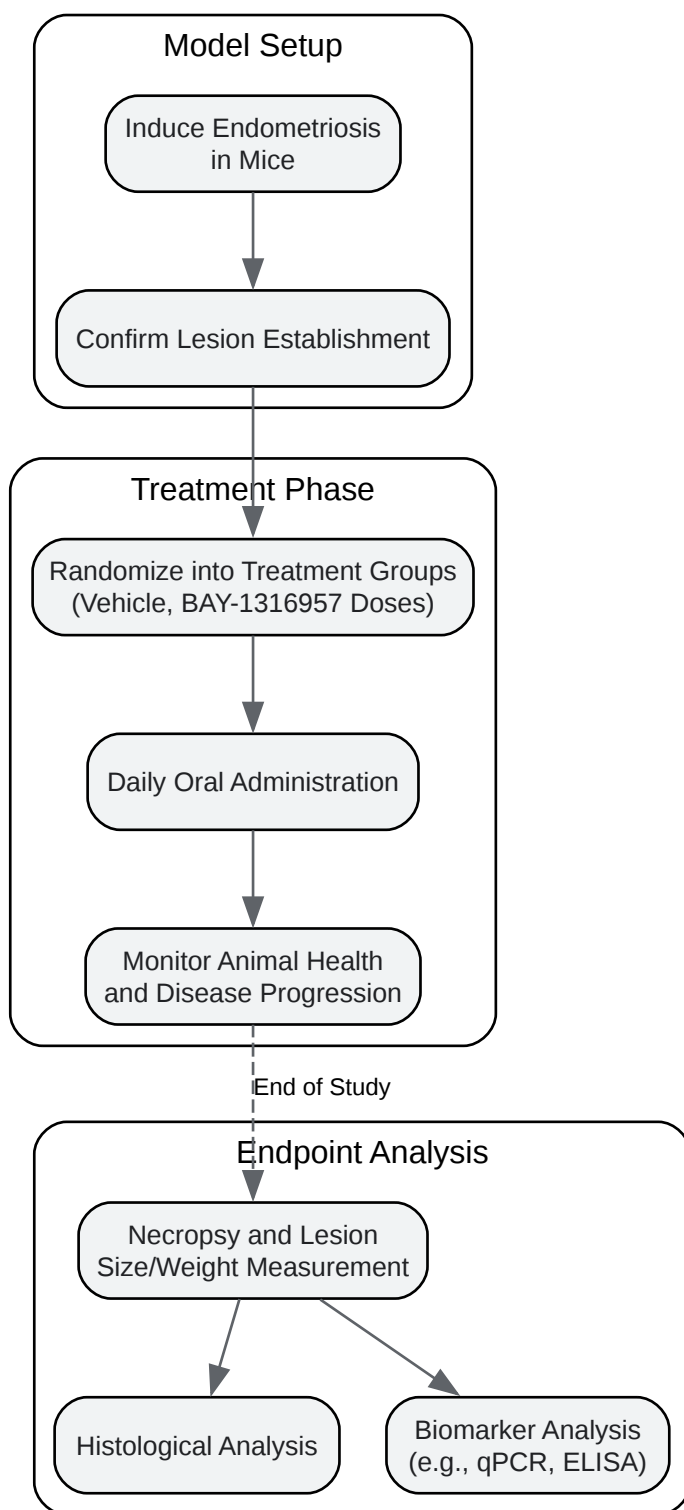 Model Setup
Induce Endometriosis
in Mice
Confirm Lesion Establishment
Treatment Phase
Randomize into Treatment Groups
(Vehicle, BAY-1316957 Doses)
Daily Oral Administration
Monitor Animal Health
and Disease Progression
End of Study
Endpoint Analysis
Necropsy and Lesion
Size/Weight Measurement
Histological Analysis
Biomarker Analysis
(e.g., qPCR, ELISA)